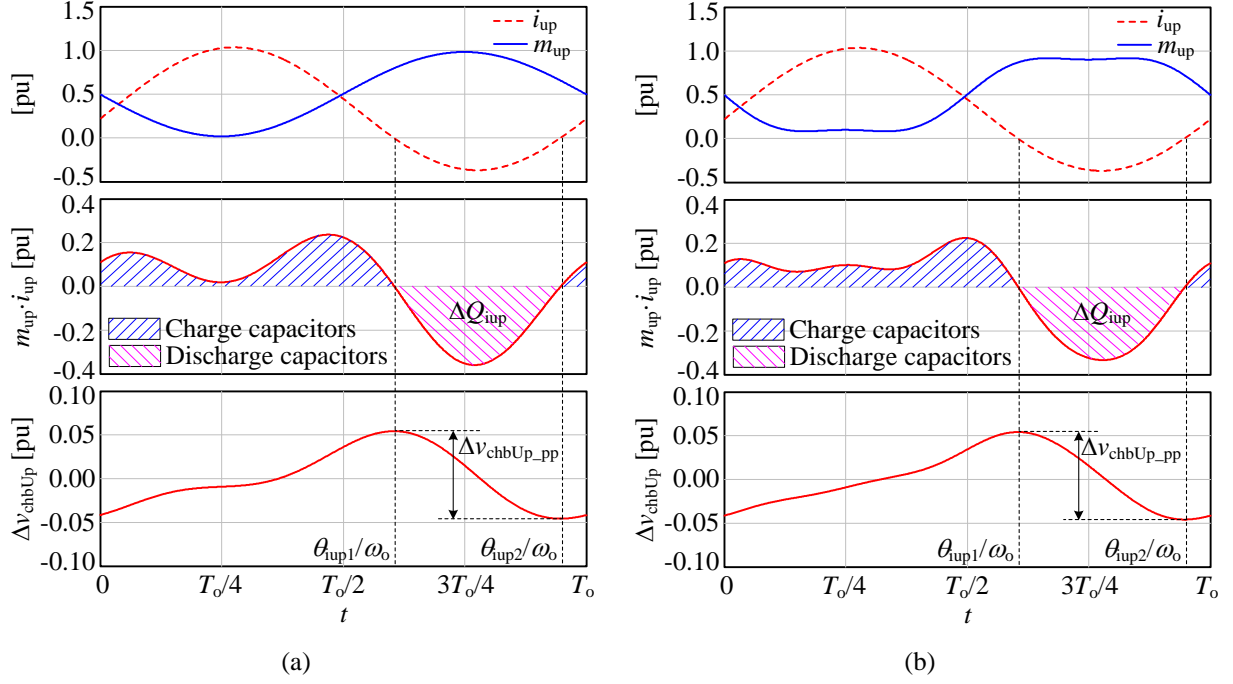 i_up
m_up
1.5
1.0
0.5
0.0
-0.5
[pu]
0.4
0.2
0.0
-0.2
-0.4
m_up·i_up [pu]
ΔQ_iup
Charge capacitors
Discharge capacitors
0.10
0.05
0.00
-0.05
-0.10
Δv_chbUp [pu]
Δv_chbUp_pp
θ_iup1/ω_o
θ_iup2/ω_o
0
T_o/4
T_o/2
3T_o/4
T_o
t
(a)
i_up
m_up
1.5
1.0
0.5
0.0
-0.5
[pu]
0.4
0.2
0.0
-0.2
-0.4
m_up·i_up [pu]
ΔQ_iup
Charge capacitors
Discharge capacitors
0.10
0.05
0.00
-0.05
-0.10
Δv_chbUp [pu]
Δv_chbUp_pp
θ_iup1/ω_o
θ_iup2/ω_o
0
T_o/4
T_o/2
3T_o/4
T_o
t
(b)